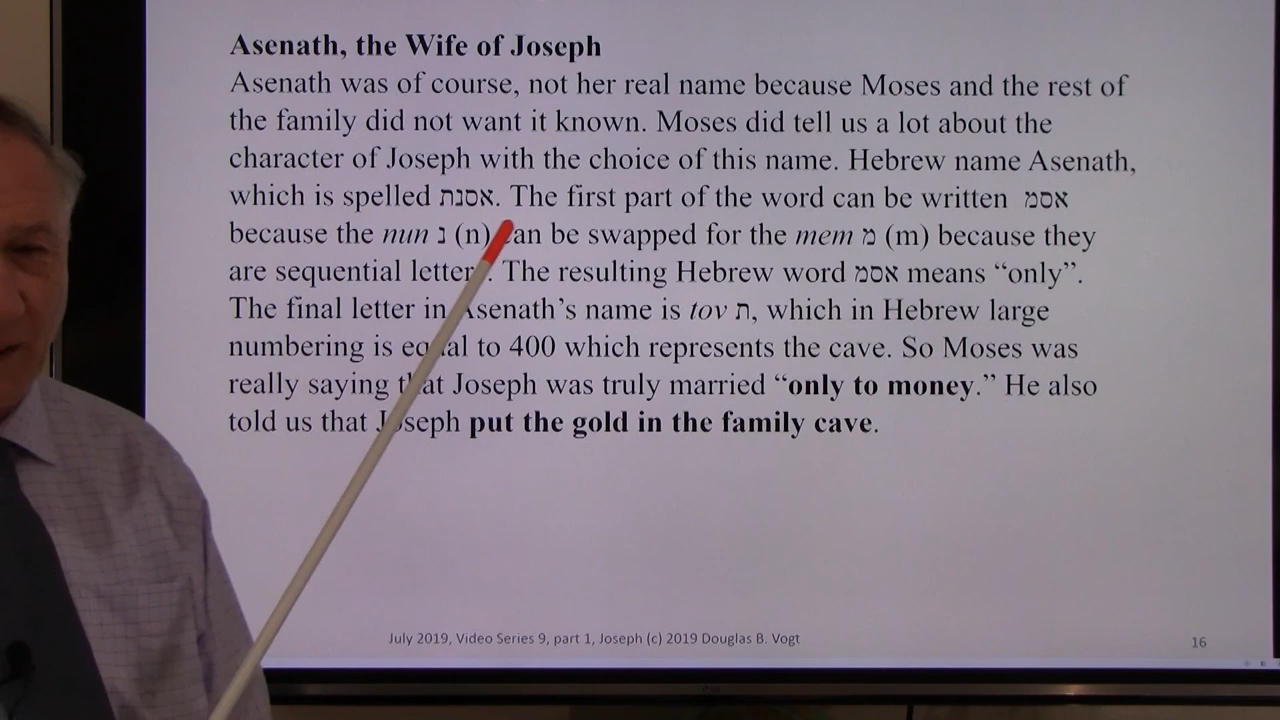 Asenath, the Wife of Joseph
Asenath was of course, not her real name because Moses and the rest of
the family did not want it known. Moses did tell us a lot about the
character of Joseph with the choice of this name. Hebrew name Asenath,
which is spelled אסנת. The first part of the word can be written אסמ
because the nun נ (n) can be swapped for the mem מ (m) because they
are sequential letter. The resulting Hebrew word אסמ means “only”.
The final letter in Asenath’s name is tov ת, which in Hebrew large
numbering is equal to 400 which represents the cave. So Moses was
really saying that Joseph was truly married “only to money.” He also
told us that Joseph put the gold in the family cave.
July 2019, Video Series 9, part 1, Joseph (c) 2019 Douglas B. Vogt
16